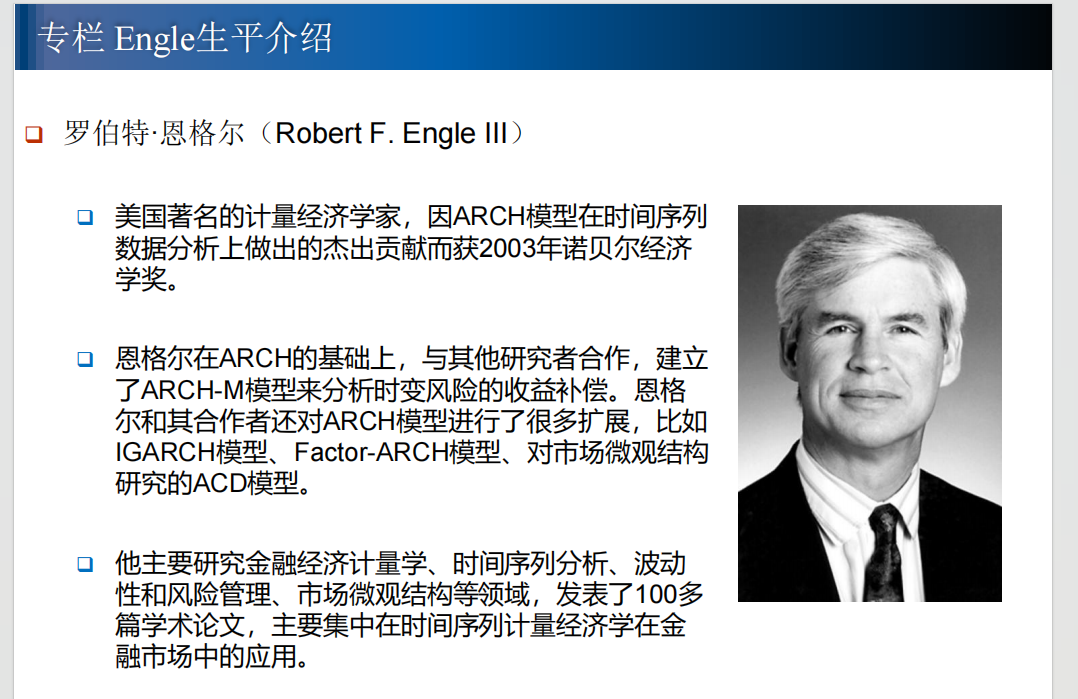 专栏 Engle生平介绍
罗伯特·恩格尔（Robert F. Engle III）
美国著名的计量经济学家，因ARCH模型在时间序列
数据分析上做出的杰出贡献而获2003年诺贝尔经济
学奖。
恩格尔在ARCH的基础上，与其他研究者合作，建立
了ARCH-M模型来分析时变风险的收益补偿。恩格
尔和其合作者还对ARCH模型进行了很多扩展，比如
IGARCH模型、Factor-ARCH模型、对市场微观结构
研究的ACD模型。
他主要研究金融经济计量学、时间序列分析、波动
性和风险管理、市场微观结构等领域，发表了100多
篇学术论文，主要集中在时间序列计量经济学在金
融市场中的应用。